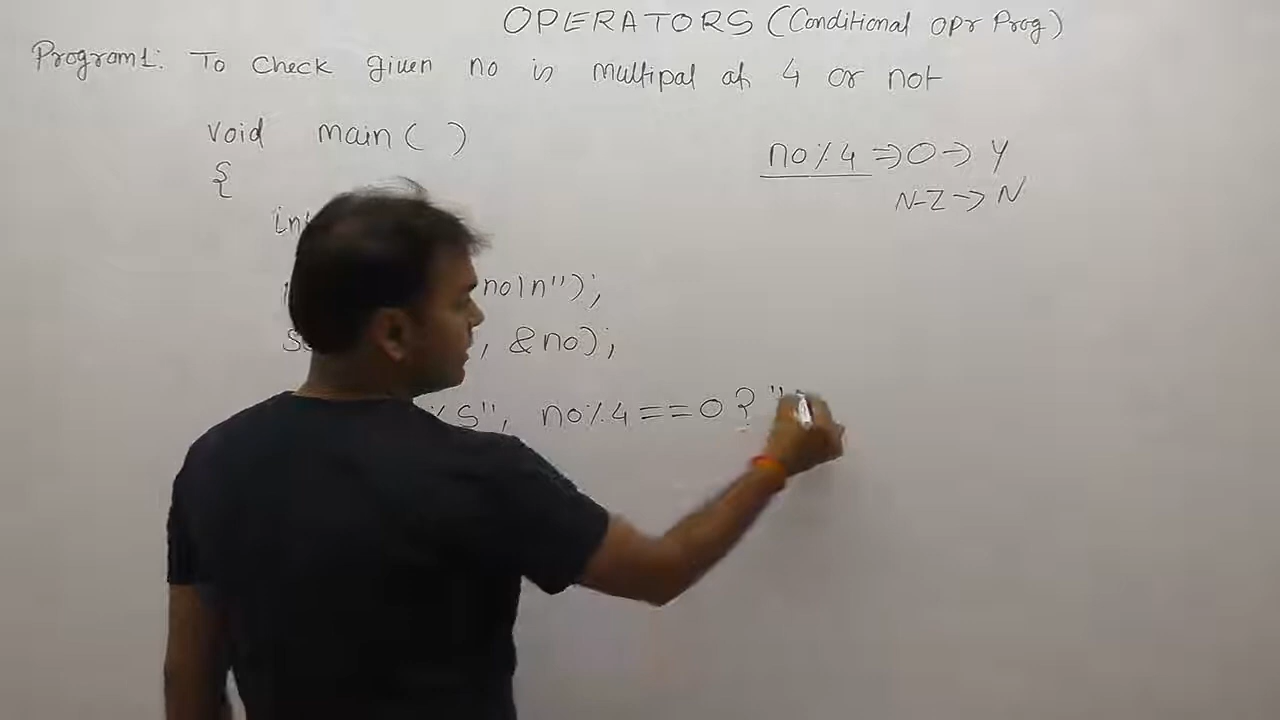 OPERATORS (Conditional opr Prog)
Program1: To check given no is multipal of 4 or not
void main( )
no%4 => 0 -> Y
{
N-Z -> N
int
no\n");
, &no);
%s", no%4==0? "